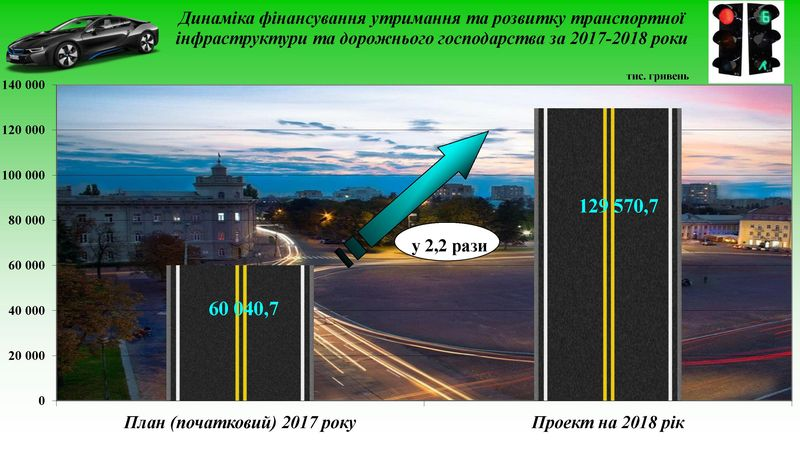 Динаміка фінансування утримання та розвитку транспортної
інфраструктури та дорожнього господарства за 2017-2018 роки
тис. гривень
140 000
120 000
100 000
80 000
60 000
40 000
20 000
0
129 570,7
у 2,2 рази
60 040,7
План (початковий) 2017 року
Проект на 2018 рік